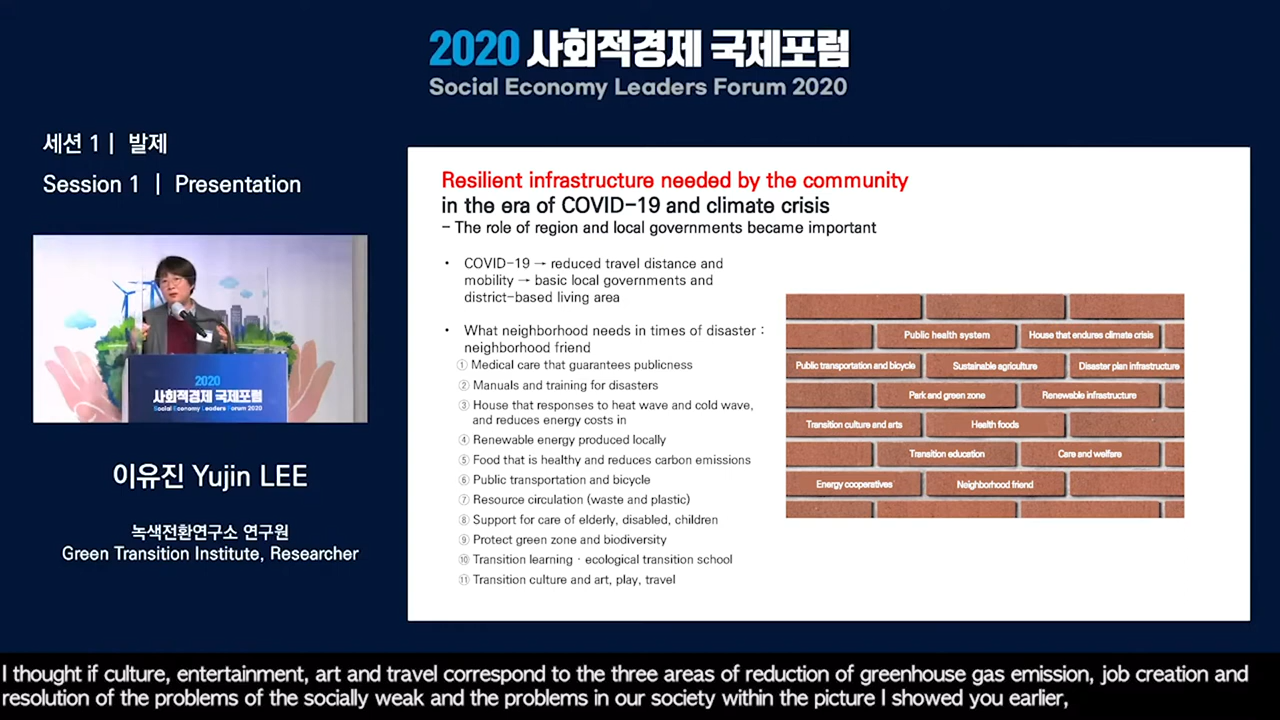 2020 사회적경제 국제포럼
Social Economy Leaders Forum 2020
세션 1 | 발제
Session 1 | Presentation
2020
사회적경제 국제포럼
Social Economy Leaders Forum 2020
이유진 Yujin LEE
녹색전환연구소 연구원
Green Transition Institute, Researcher
Resilient infrastructure needed by the community
in the era of COVID-19 and climate crisis
- The role of region and local governments became important
• COVID-19 → reduced travel distance and
mobility → basic local governments and
district-based living area
• What neighborhood needs in times of disaster :
neighborhood friend
① Medical care that guarantees publicness
② Manuals and training for disasters
③ House that responses to heat wave and cold wave,
and reduces energy costs in
④ Renewable energy produced locally
⑤ Food that is healthy and reduces carbon emissions
⑥ Public transportation and bicycle
⑦ Resource circulation (waste and plastic)
⑧ Support for care of elderly, disabled, children
⑨ Protect green zone and biodiversity
⑩ Transition learning · ecological transition school
⑪ Transition culture and art, play, travel
Public health system
House that endures climate crisis
Public transportation and bicycle
Sustainable agriculture
Disaster plan infrastructure
Park and green zone
Renewable infrastructure
Transition culture and arts
Health foods
Transition education
Care and welfare
Energy cooperatives
Neighborhood friend
I thought if culture, entertainment, art and travel correspond to the three areas of reduction of greenhouse gas emission, job creation and
resolution of the problems of the socially weak and the problems in our society within the picture I showed you earlier,